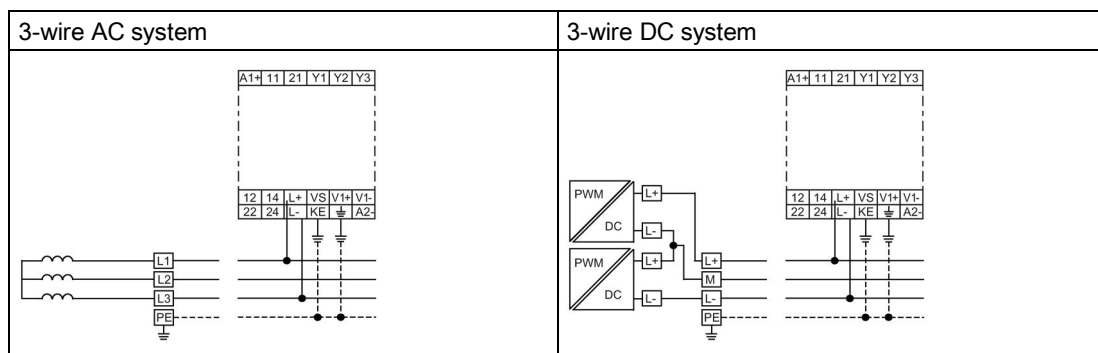 3-wire AC system
3-wire DC system
A1+ 11 21 Y1 Y2 Y3
12 14 L+ VS V1+ V1-
22 24 L- KE A2-
L1
L2
L3
PE
A1+ 11 21 Y1 Y2 Y3
12 14 L+ VS V1+ V1-
22 24 L- KE A2-
PWM
DC
L+
L-
PWM
DC
L+
L-
L+
M
L-
PE